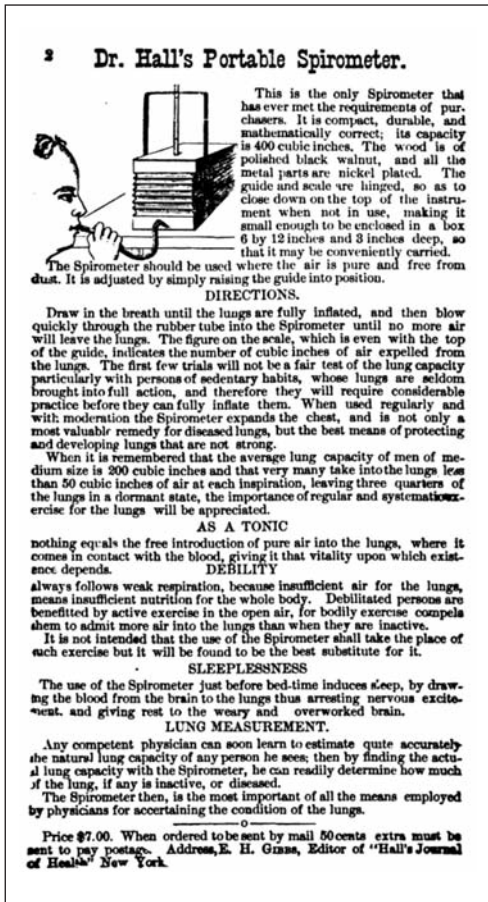 2 Dr. Hall's Portable Spirometer.
This is the only Spirometer that
has ever met the requirements of pur-
chasers. It is compact, durable, and
mathematically correct; its capacity
is 400 cubic inches. The wood is of
polished black walnut, and all the
metal parts are nickel plated. The
guide and scale are hinged, so as to
close down on the top of the instru-
ment when not in use, making it
small enough to be enclosed in a box
6 by 12 inches and 3 inches deep, so
that it may be conveniently carried.
The Spirometer should be used where the air is pure and free from
dust. It is adjusted by simply raising the guide into position.
DIRECTIONS.
Draw in the breath until the lungs are fully inflated, and then blow
quickly through the rubber tube into the Spirometer until no more air
will leave the lungs. The figure on the scale, which is even with the top
of the guide, indicates the number of cubic inches of air expelled from
the lungs. The first few trials will not be a fair test of the lung capacity
particularly with persons of sedentary habits, whose lungs are seldom
brought into full action, and therefore they will require considerable
practice before they can fully inflate them. When used regularly and
with moderation the Spirometer expands the chest, and is not only a
most valuable remedy for diseased lungs, but the best means of protecting
and developing lungs that are not strong.
When it is remembered that the average lung capacity of men of me-
dium size is 200 cubic inches and that very many take into the lungs less
than 50 cubic inches of air at each inspiration, leaving three quarters of
the lungs in a dormant state, the importance of regular and systematic ex-
ercise for the lungs will be appreciated.
AS A TONIC
nothing equals the free introduction of pure air into the lungs, where it
comes in contact with the blood, giving it that vitality upon which exist-
ence depends. DEBILITY
always follows weak respiration, because insufficient air for the lungs,
means insufficient nutrition for the whole body. Debilitated persons are
benefitted by active exercise in the open air, for bodily exercise compels
them to admit more air into the lungs than when they are inactive.
It is not intended that the use of the Spirometer shall take the place of
such exercise but it will be found to be the best substitute for it.
SLEEPLESSNESS
The use of the Spirometer just before bed-time induces sleep, by draw-
ing the blood from the brain to the lungs thus arresting nervous excite-
ment, and giving rest to the weary and overworked brain.
LUNG MEASUREMENT.
Any competent physician can soon learn to estimate quite accurately
the natural lung capacity of any person he sees; then by finding the actu-
al lung capacity with the Spirometer, he can readily determine how much
of the lung, if any is inactive, or diseased.
The Spirometer then, is the most important of all the means employed
by physicians for accertaining the condition of the lungs.
Price $7.00. When ordered to be sent by mail 50 cents extra must be
sent to pay postage. Address, E. H. GIBBS, Editor of "Hall's Journal
of Health" New York.